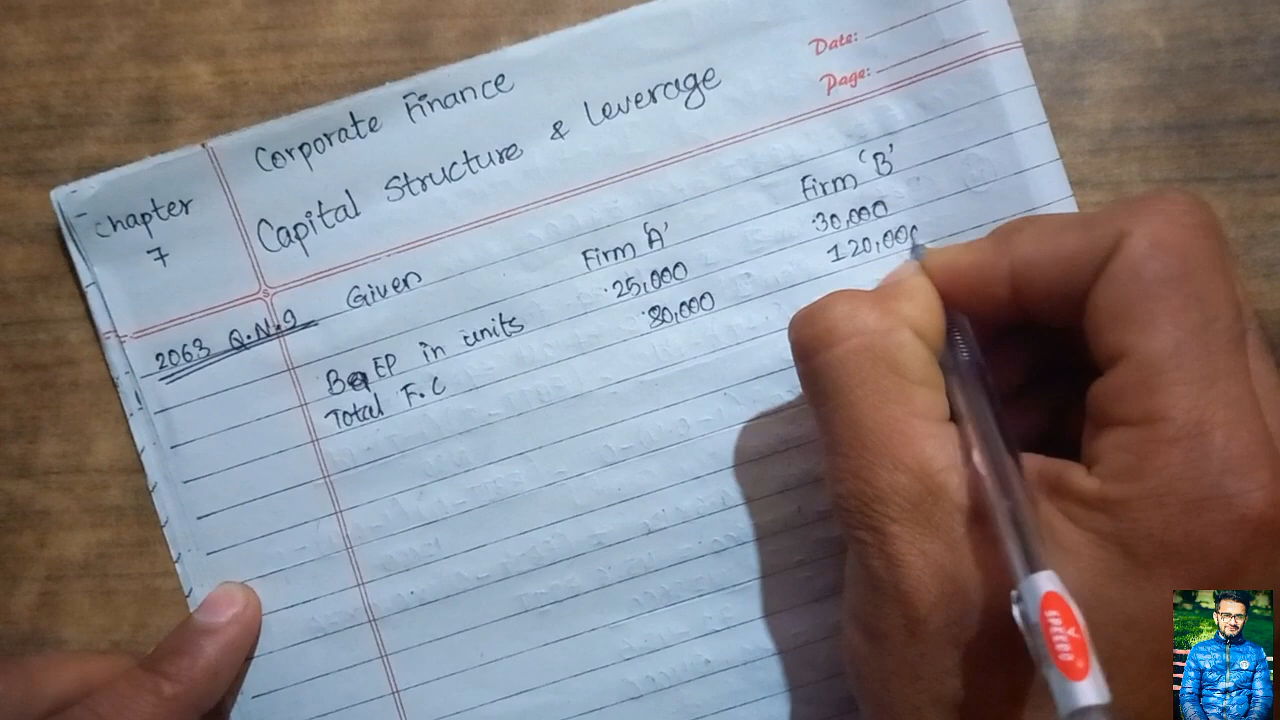 Date:
Page:
Corporate Finance
Chapter 7
Capital Structure & Leverage
2063 Q.N.9
Given
Firm 'A'
Firm 'B'
BEP in units
25,000
30,000
Total F.C
80,000
120,000
SPEEDO